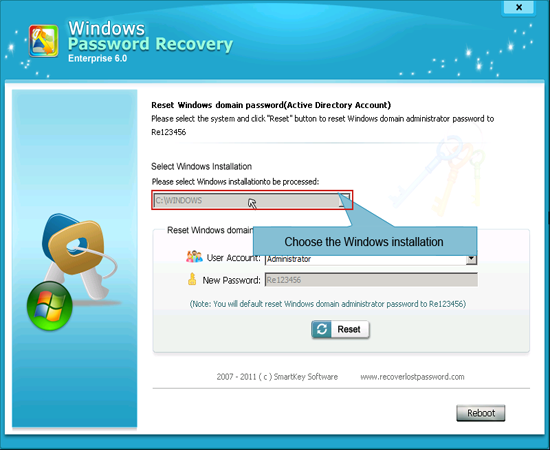 x
Windows
Password Recovery
Enterprise 6.0
Reset Windows domain password(Active Directory Account)
Please select the system and click "Reset" button to reset Windows domain administrator password to
Re123456
Select Windows Installation
Please select Windows installationto be processed:
C:\WINDOWS
Choose the Windows installation
Reset Windows domain
User Account:
Administrator
New Password:
Re123456
(Note: You will default reset Windows domain administrator password to Re123456)
Reset
2007 - 2011 ( c ) SmartKey Software
www.recoverlostpassword.com
Reboot